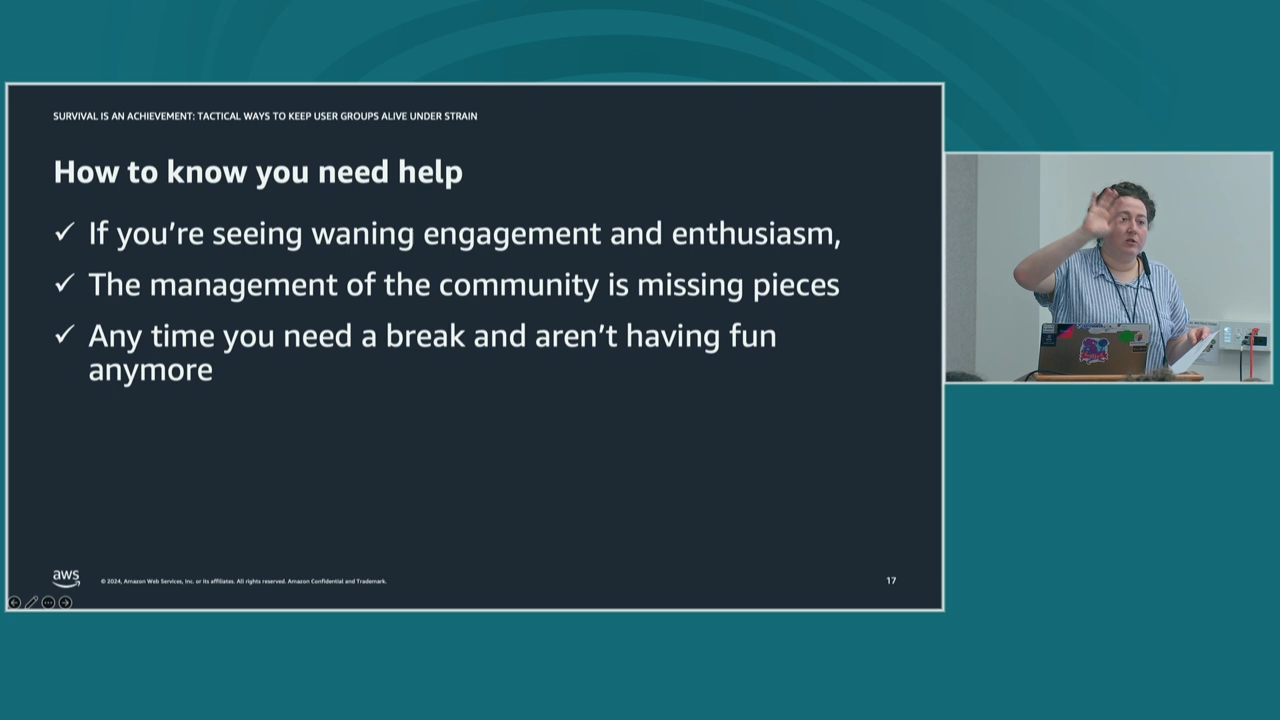 SURVIVAL IS AN ACHIEVEMENT: TACTICAL WAYS TO KEEP USER GROUPS ALIVE UNDER STRAIN
How to know you need help
✓ If you’re seeing waning engagement and enthusiasm,
✓ The management of the community is missing pieces
✓ Any time you need a break and aren’t having fun
anymore
aws
© 2024, Amazon Web Services, Inc. or its affiliates. All rights reserved. Amazon Confidential and Trademark.
17